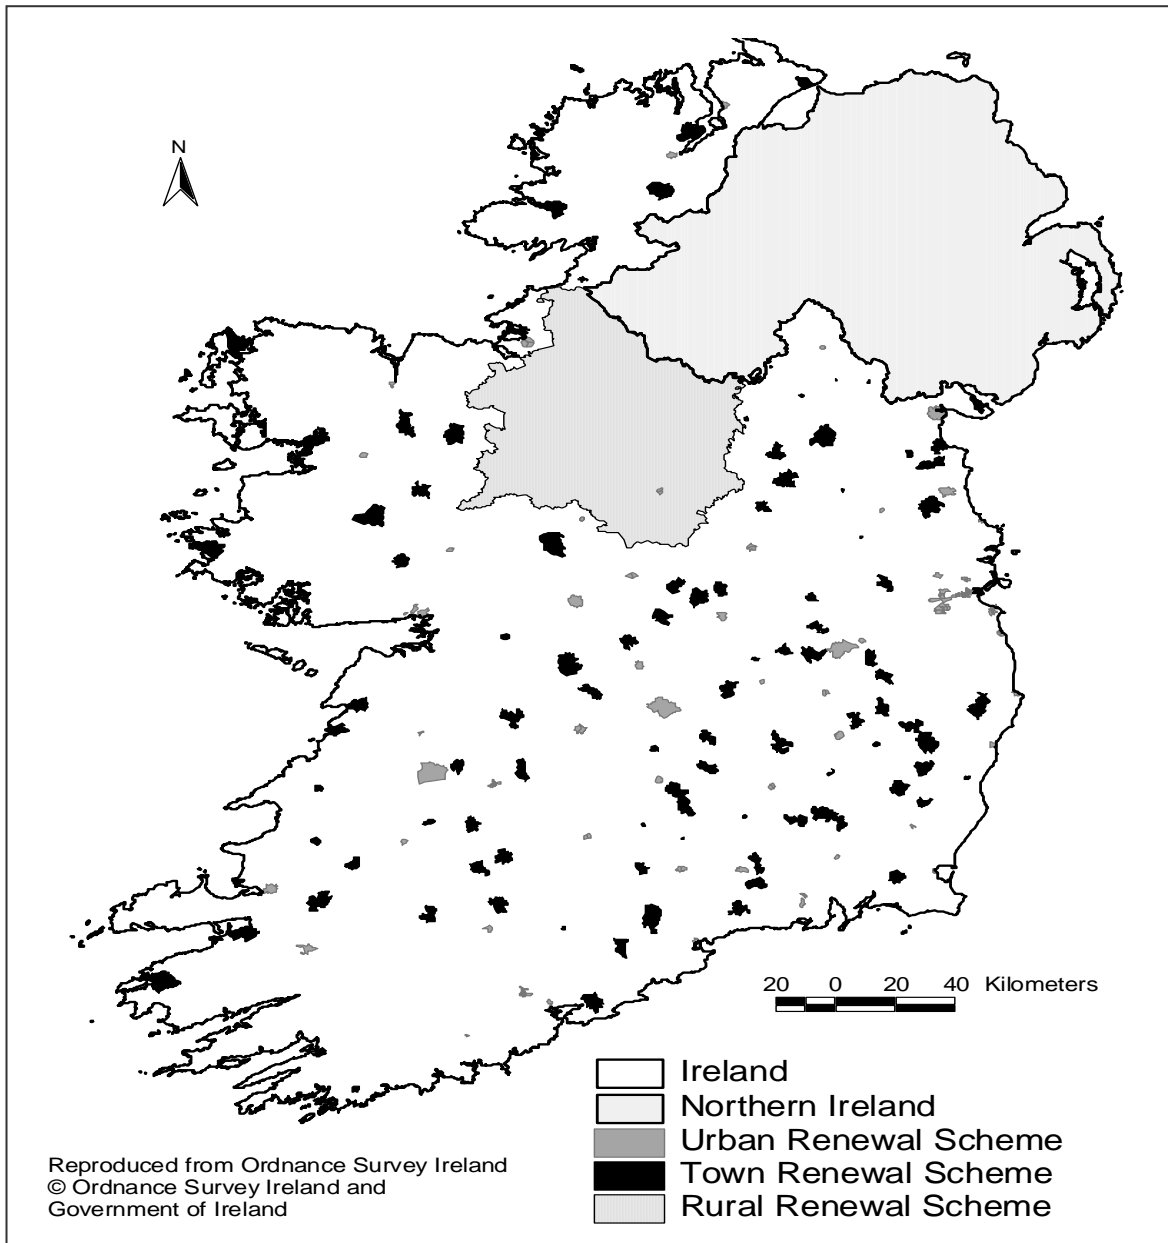 N
20 0 20 40 Kilometers
Ireland
Northern Ireland
Urban Renewal Scheme
Town Renewal Scheme
Rural Renewal Scheme
Reproduced from Ordnance Survey Ireland
© Ordnance Survey Ireland and
Government of Ireland